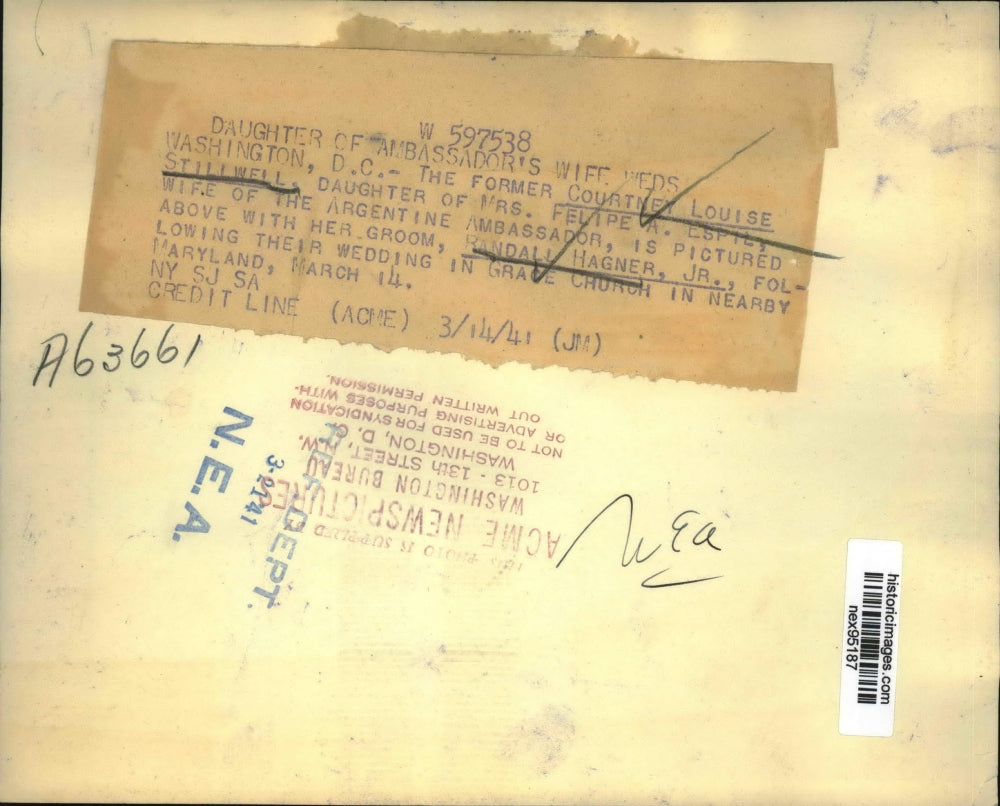 W 597538
DAUGHTER OF AMBASSADOR'S WIFE WEDS
WASHINGTON, D.C.- THE FORMER COURTNEY LOUISE
STILLWELL, DAUGHTER OF MRS. FELIPE A. ESPIL,
WIFE OF THE ARGENTINE AMBASSADOR, IS PICTURED
ABOVE WITH HER GROOM, RANDALL HAGNER, JR., FOL-
LOWING THEIR WEDDING IN GRACE CHURCH IN NEARBY
MARYLAND, MARCH 14.
NY SJ SA
CREDIT LINE (ACME) 3/14/41 (JM)
A63661
N.E.A.
REF. DEPT.
THIS PHOTO IS SUPPLIED
ACME NEWSPICTURES
WASHINGTON BUREAU
1013 - 13th STREET, N.W.
WASHINGTON, D. C.
NOT TO BE USED FOR SYNDICATION
OR ADVERTISING PURPOSES WITH-
OUT WRITTEN PERMISSION.
historicimages.com
nex95187